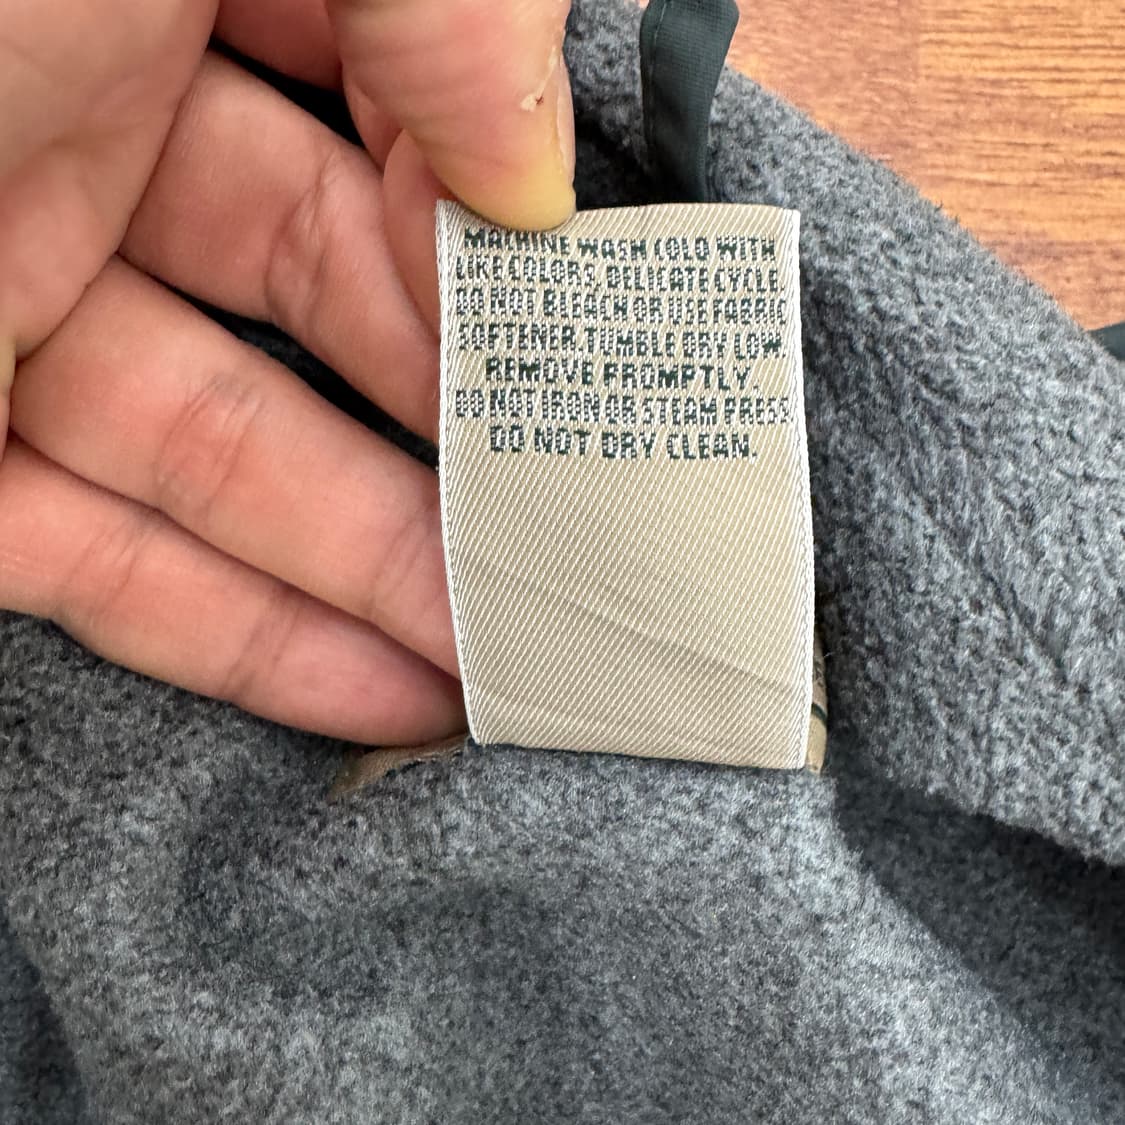 MACHINE WASH COLD WITH
LIKE COLORS, DELICATE CYCLE.
DO NOT BLEACH OR USE FABRIC
SOFTENER. TUMBLE DRY LOW.
REMOVE PROMPTLY.
DO NOT IRON OR STEAM PRESS
DO NOT DRY CLEAN.